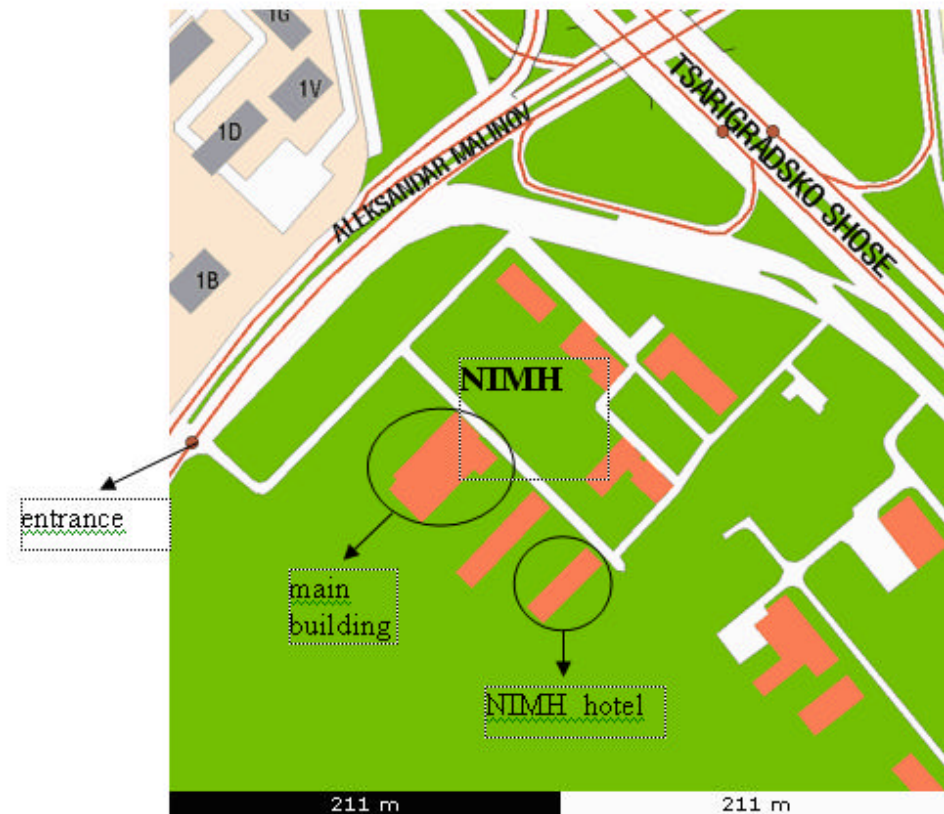 1G
1V
1D
TSARIGRADSKO SHOSE
ALEKSANDAR MALINOV
1B
NIMH
entrance
main
building
NIMH hotel
211 m
211 m